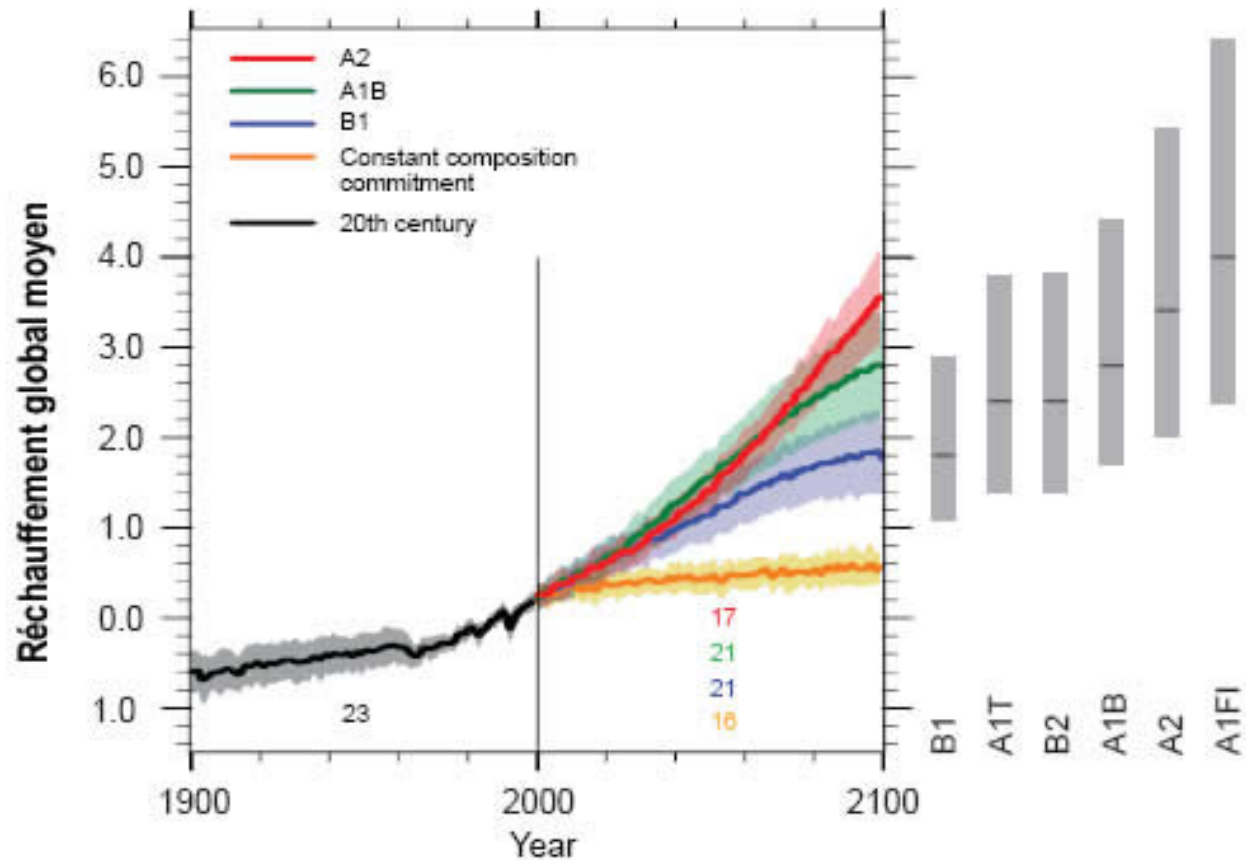 Réchauffement global moyen
6.0
5.0
4.0
3.0
2.0
1.0
0.0
1.0
A2
A1B
B1
Constant composition
commitment
20th century
23
17
21
21
16
1900
2000
2100
Year
B1
A1T
B2
A1B
A2
A1FI